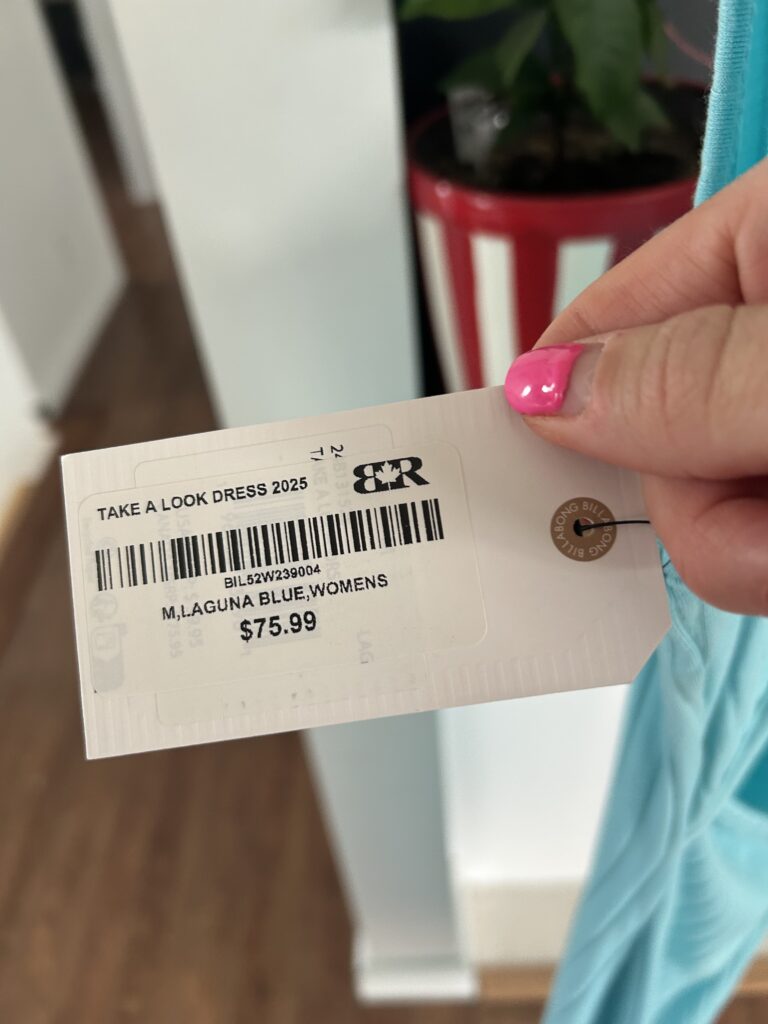 TAKE A LOOK DRESS 2025
BR
BIL52W239004
M,LAGUNA BLUE,WOMENS
$75.99
BILLABONG BILLABONG